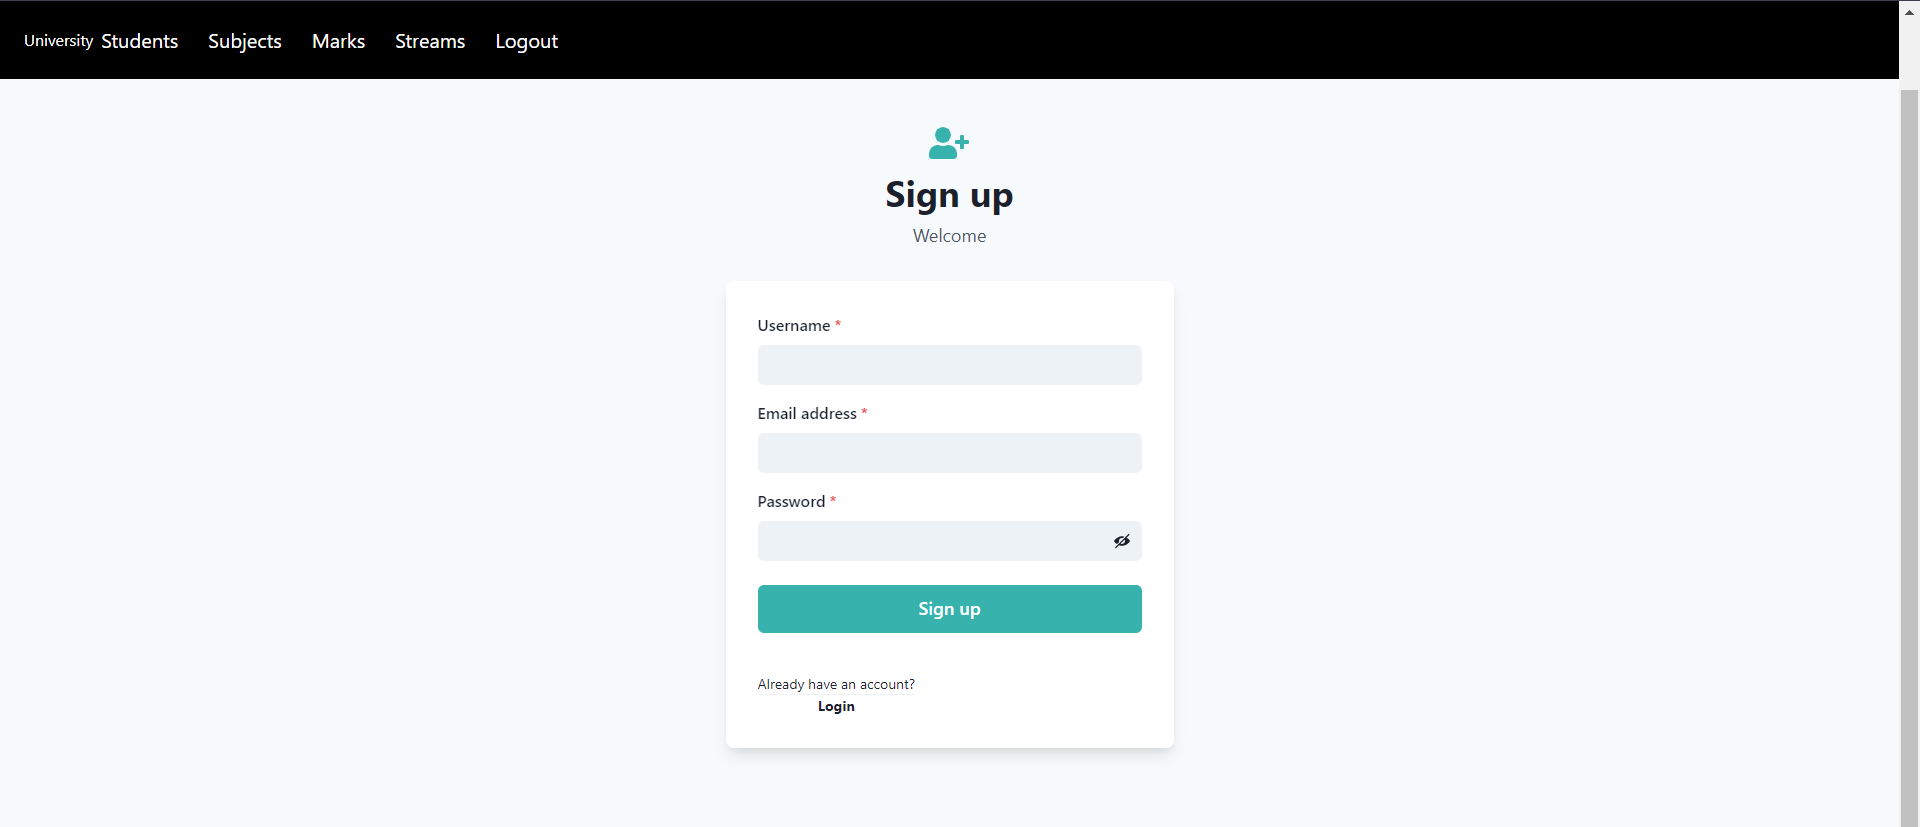 University Students Subjects Marks Streams Logout
Sign up
Welcome
Username *
Email address *
Password *
Sign up
Already have an account?
Login